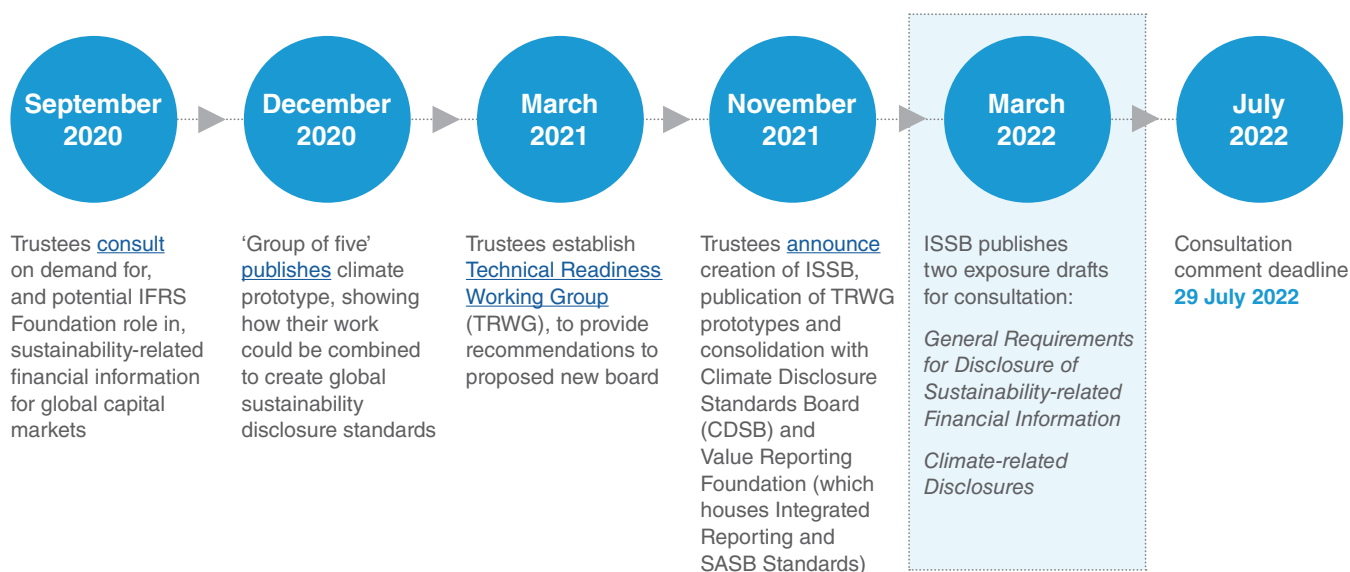 September
2020
Trustees consult
on demand for,
and potential IFRS
Foundation role in,
sustainability-related
financial information
for global capital
markets
December
2020
‘Group of five’
publishes climate
prototype, showing
how their work
could be combined
to create global
sustainability
disclosure standards
March
2021
Trustees establish
Technical Readiness
Working Group
(TRWG), to provide
recommendations to
proposed new board
November
2021
Trustees announce
creation of ISSB,
publication of TRWG
prototypes and
consolidation with
Climate Disclosure
Standards Board
(CDSB) and
Value Reporting
Foundation (which
houses Integrated
Reporting and
SASB Standards)
March
2022
ISSB publishes
two exposure drafts
for consultation:
General Requirements
for Disclosure of
Sustainability-related
Financial Information
Climate-related
Disclosures
July
2022
Consultation
comment deadline
29 July 2022